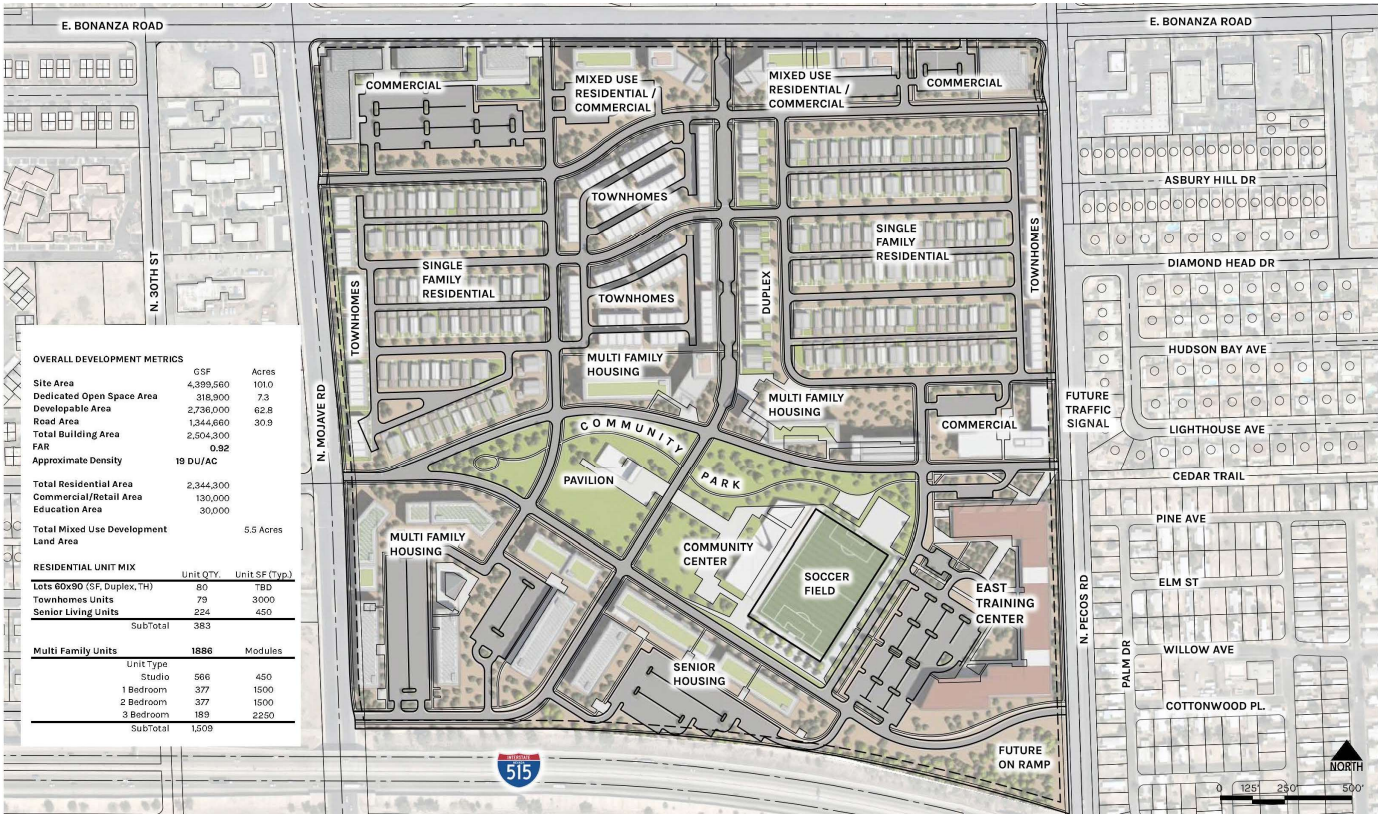 E. BONANZA ROAD
E. BONANZA ROAD
COMMERCIAL
MIXED USE
RESIDENTIAL /
COMMERCIAL
MIXED USE
RESIDENTIAL /
COMMERCIAL
COMMERCIAL
ASBURY HILL DR
TOWNHOMES
SINGLE
FAMILY
RESIDENTIAL
TOWNHOMES
DIAMOND HEAD DR
N. 30TH ST
SINGLE
FAMILY
RESIDENTIAL
TOWNHOMES
TOWNHOMES
DUPLEX
HUDSON BAY AVE
MULTI FAMILY
HOUSING
MULTI FAMILY
HOUSING
N. MOJAVE RD
COMMERCIAL
FUTURE
TRAFFIC
SIGNAL
LIGHTHOUSE AVE
COMMUNITY
PARK
PAVILION
CEDAR TRAIL
PINE AVE
MULTI FAMILY
HOUSING
COMMUNITY
CENTER
SOCCER
FIELD
EAST
TRAINING
CENTER
N. PECOS RD
ELM ST
WILLOW AVE
PALM DR
SENIOR
HOUSING
COTTONWOOD PL.
FUTURE
ON RAMP
INTERSTATE
515
NORTH
0 125' 250' 500'
OVERALL DEVELOPMENT METRICS
GSF Acres
Site Area 4,399,560 101.0
Dedicated Open Space Area 318,900 7.3
Developable Area 2,736,000 62.8
Road Area 1,344,660 30.9
Total Building Area 2,504,300
FAR 0.92
Approximate Density 19 DU/AC
Total Residential Area 2,344,300
Commercial/Retail Area 130,000
Education Area 30,000
Total Mixed Use Development 5.5 Acres
Land Area
RESIDENTIAL UNIT MIX
Unit QTY. Unit SF (Typ.)
Lots 60x90 (SF, Duplex, TH) 80 TBD
Townhomes Units 79 3000
Senior Living Units 224 450
SubTotal 383
Multi Family Units 1886 Modules
Unit Type
Studio 566 450
1 Bedroom 377 1500
2 Bedroom 377 1500
3 Bedroom 189 2250
SubTotal 1,509